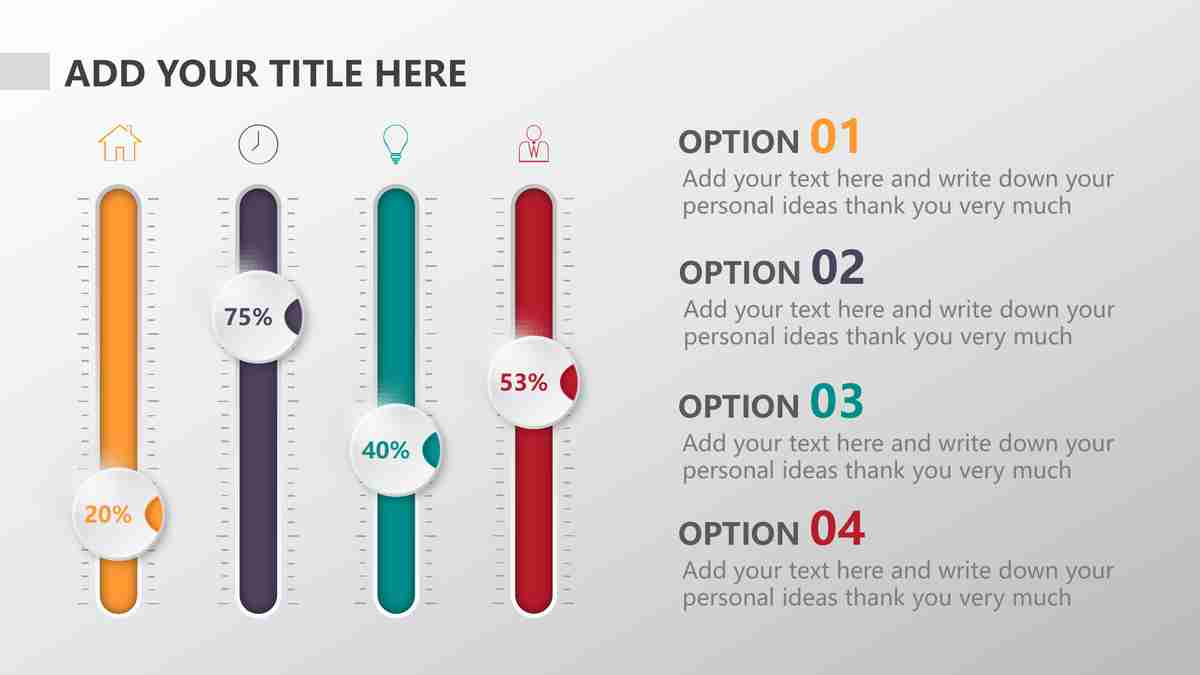 ADD YOUR TITLE HERE
20%
75%
40%
53%
OPTION 01
Add your text here and write down your
personal ideas thank you very much
OPTION 02
Add your text here and write down your
personal ideas thank you very much
OPTION 03
Add your text here and write down your
personal ideas thank you very much
OPTION 04
Add your text here and write down your
personal ideas thank you very much